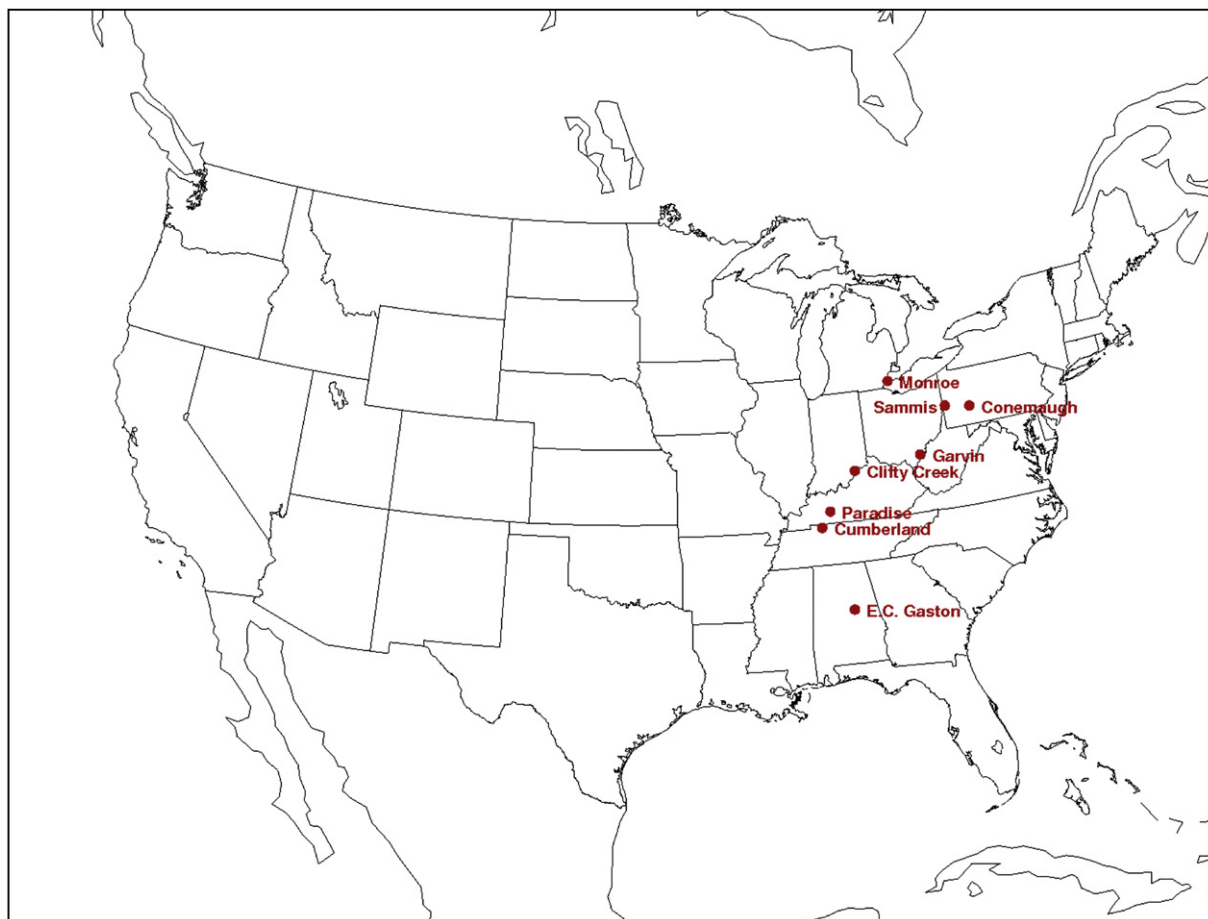 Monroe
Sammis
Conemaugh
Garvin
Clifty Creek
Paradise
Cumberland
E.C. Gaston